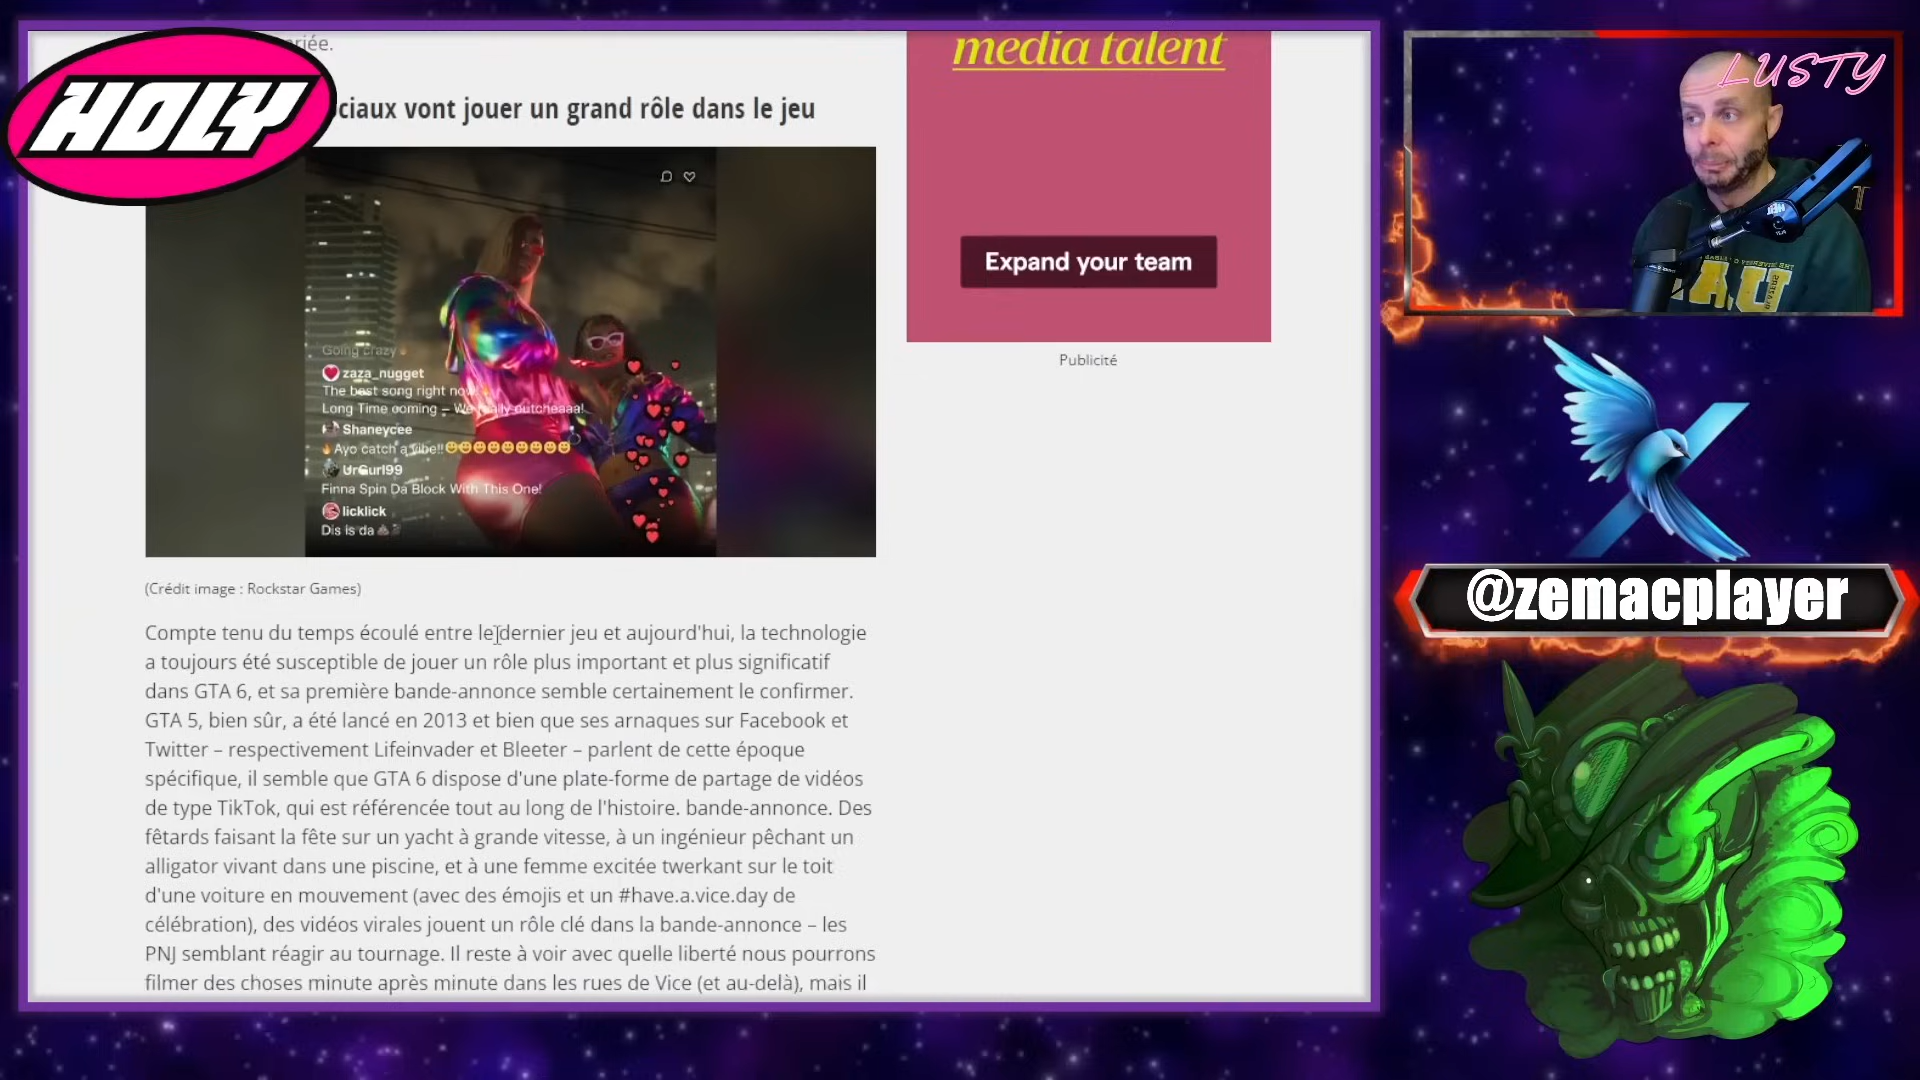 riée.
HOLY
ciaux vont jouer un grand rôle dans le jeu
Going crazy
zaza_nugget
The best song right now
Long Time coming – We really outcheaaa!
Shaneycee
Ayo catch a vibe!!
UrGurl99
Finna Spin Da Block With This One!
licklick
Dis is da
(Crédit image : Rockstar Games)
Compte tenu du temps écoulé entre le dernier jeu et aujourd'hui, la technologie
a toujours été susceptible de jouer un rôle plus important et plus significatif
dans GTA 6, et sa première bande-annonce semble certainement le confirmer.
GTA 5, bien sûr, a été lancé en 2013 et bien que ses arnaques sur Facebook et
Twitter – respectivement Lifeinvader et Bleeter – parlent de cette époque
spécifique, il semble que GTA 6 dispose d'une plate-forme de partage de vidéos
de type TikTok, qui est référencée tout au long de l'histoire. bande-annonce. Des
fêtards faisant la fête sur un yacht à grande vitesse, à un ingénieur pêchant un
alligator vivant dans une piscine, et à une femme excitée twerkant sur le toit
d'une voiture en mouvement (avec des émojis et un #have.a.vice.day de
célébration), des vidéos virales jouent un rôle clé dans la bande-annonce – les
PNJ semblant réagir au tournage. Il reste à voir avec quelle liberté nous pourrons
filmer des choses minute après minute dans les rues de Vice (et au-delà), mais il
media talent
Expand your team
Publicité
LUSTY
@zemacplayer